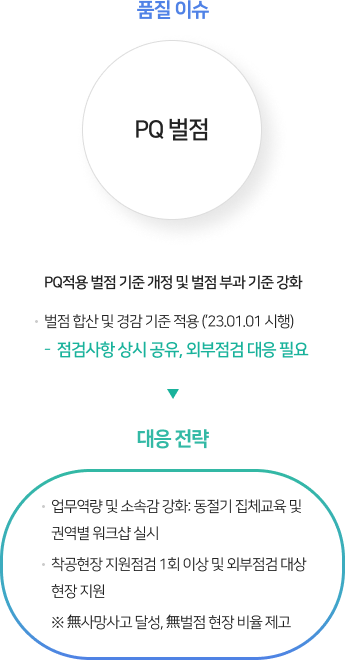 품질 이슈
PQ 벌점
PQ적용 벌점 기준 개정 및 벌점 부과 기준 강화
· 벌점 합산 및 경감 기준 적용 ('23.01.01 시행)
- 점검사항 상시 공유, 외부점검 대응 필요
▼
대응 전략
· 업무역량 및 소속감 강화: 동절기 집체교육 및
권역별 워크샵 실시
· 착공현장 지원점검 1회 이상 및 외부점검 대상
현장 지원
※ 無사망사고 달성, 無벌점 현장 비율 제고